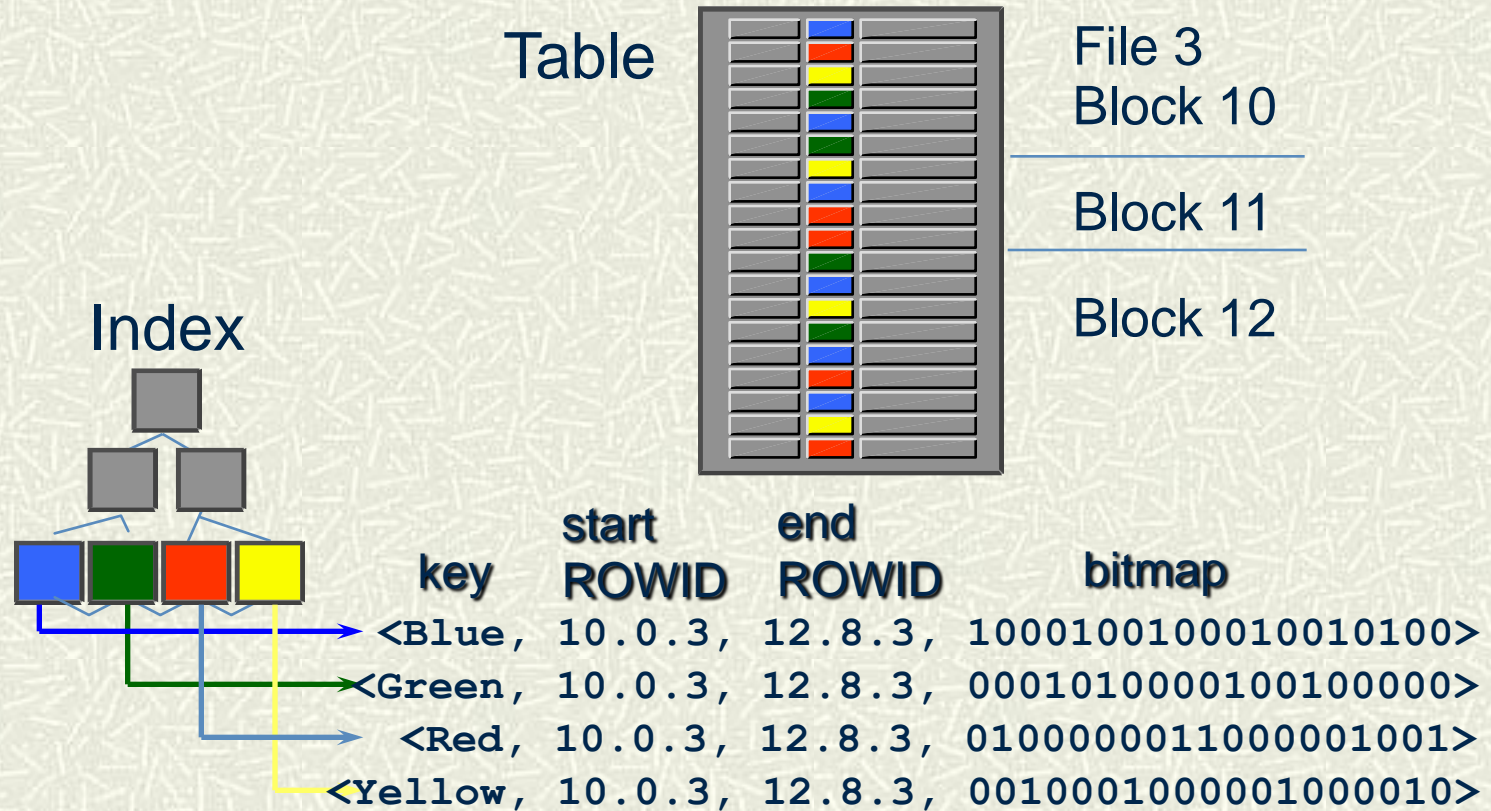 Table
File 3
Block 10
Block 11
Block 12
Index
key
start
ROWID
end
ROWID
bitmap
<Blue, 10.0.3, 12.8.3, 1000100100010010100>
<Green, 10.0.3, 12.8.3, 0001010000100100000>
<Red, 10.0.3, 12.8.3, 0100000011000001001>
<Yellow, 10.0.3, 12.8.3, 0010001000001000010>